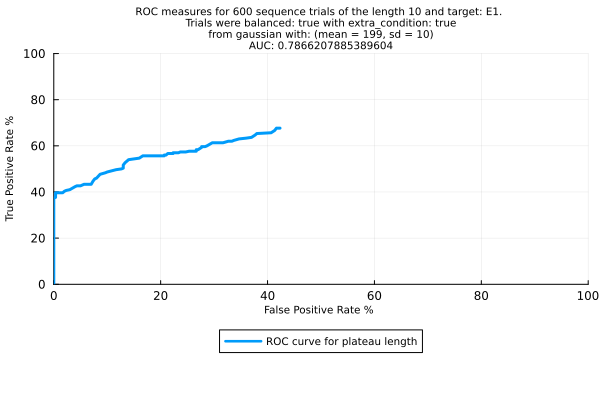 ROC measures for 600 sequence trials of the length 10 and target: E1.
Trials were balanced: true with extra_condition: true
from gaussian with: (mean = 199, sd = 10)
AUC: 0.7866207885389604
100
80
60
40
20
0
True Positive Rate %
0 20 40 60 80 100
False Positive Rate %
ROC curve for plateau length